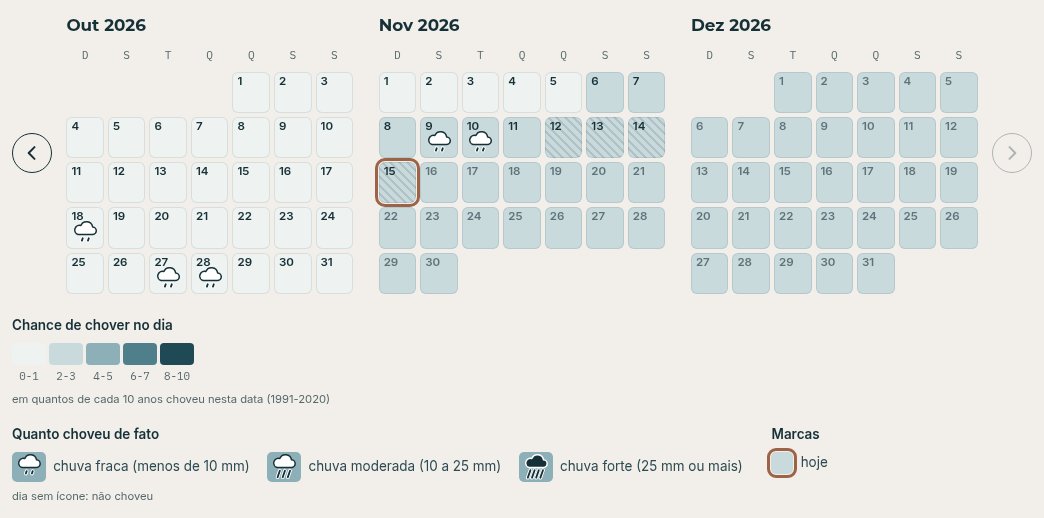 Out 2026 Nov 2026 Dez 2026
D S T Q Q S S D S T Q Q S S D S T Q Q S S
1 2 3 1 2 3 4 5 6 7 1 2 3 4 5
4 5 6 7 8 9 10 8 9 10 11 12 13 14 6 7 8 9 10 11 12
11 12 13 14 15 16 17 15 16 17 18 19 20 21 13 14 15 16 17 18 19
18 19 20 21 22 23 24 22 23 24 25 26 27 28 20 21 22 23 24 25 26
25 26 27 28 29 30 31 29 30 27 28 29 30 31
Chance de chover no dia
0-1 2-3 4-5 6-7 8-10
em quantos de cada 10 anos choveu nesta data (1991-2020)
Quanto choveu de fato Marcas
chuva fraca (menos de 10 mm) chuva moderada (10 a 25 mm) chuva forte (25 mm ou mais) hoje
dia sem ícone: não choveu